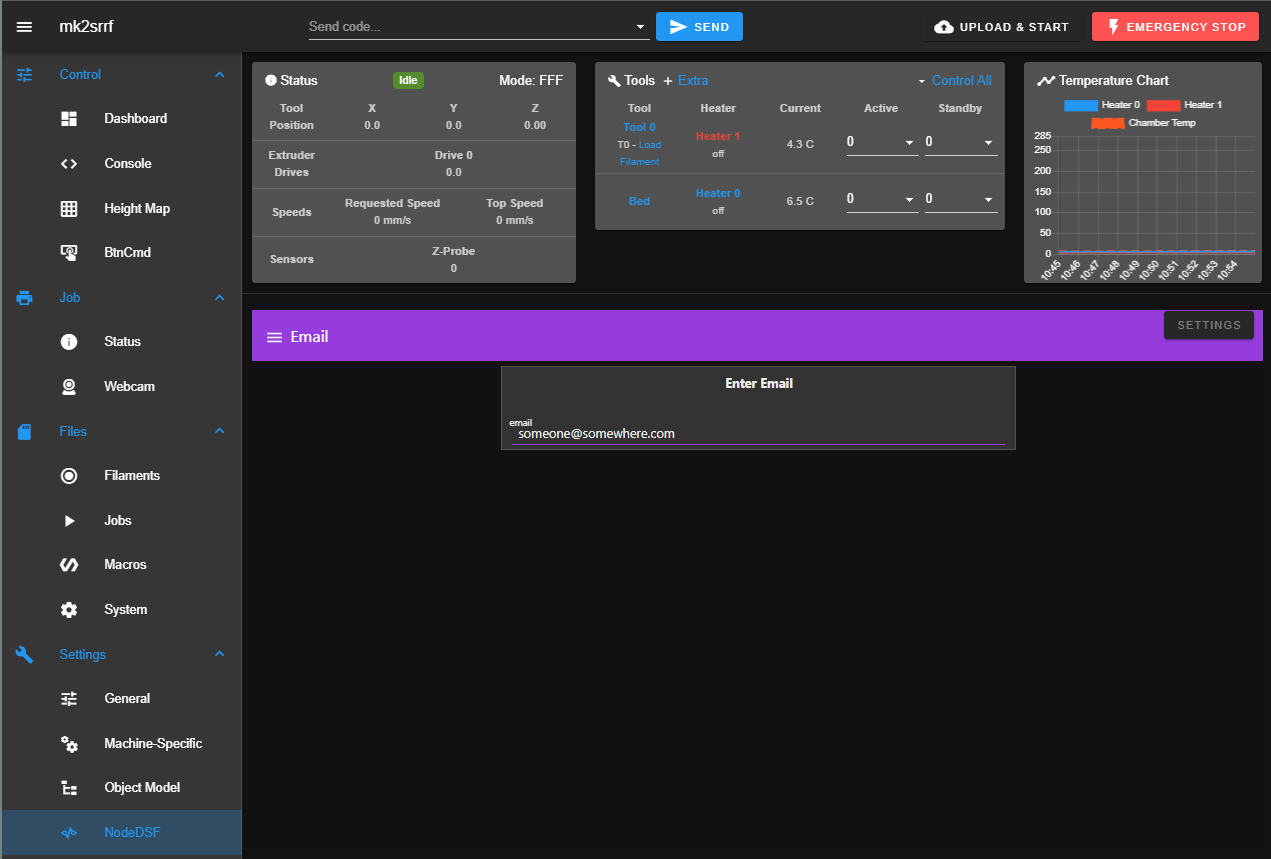 mk2srrf
Send code...
SEND
UPLOAD & START
EMERGENCY STOP
Control
Dashboard
Console
Height Map
BtnCmd
Job
Status
Webcam
Files
Filaments
Jobs
Macros
System
Settings
General
Machine-Specific
Object Model
NodeDSF
Status
Idle
Mode: FFF
Tool Position
X
0.0
Y
0.0
Z
0.00
Extruder Drives
Drive 0
0.0
Speeds
Requested Speed
0 mm/s
Top Speed
0 mm/s
Sensors
Z-Probe
0
Tools + Extra
Control All
Tool Heater Current Active Standby
Tool 0
T0 - Load
Filament
Heater 1
off
4.3 C
0
0
Bed
Heater 0
off
6.5 C
0
0
Temperature Chart
Heater 0 Heater 1
Chamber Temp
285
250
200
150
100
50
0
10:45 10:46 10:47 10:48 10:49 10:50 10:51 10:52 10:53 10:54
Email
SETTINGS
Enter Email
email
someone@somewhere.com